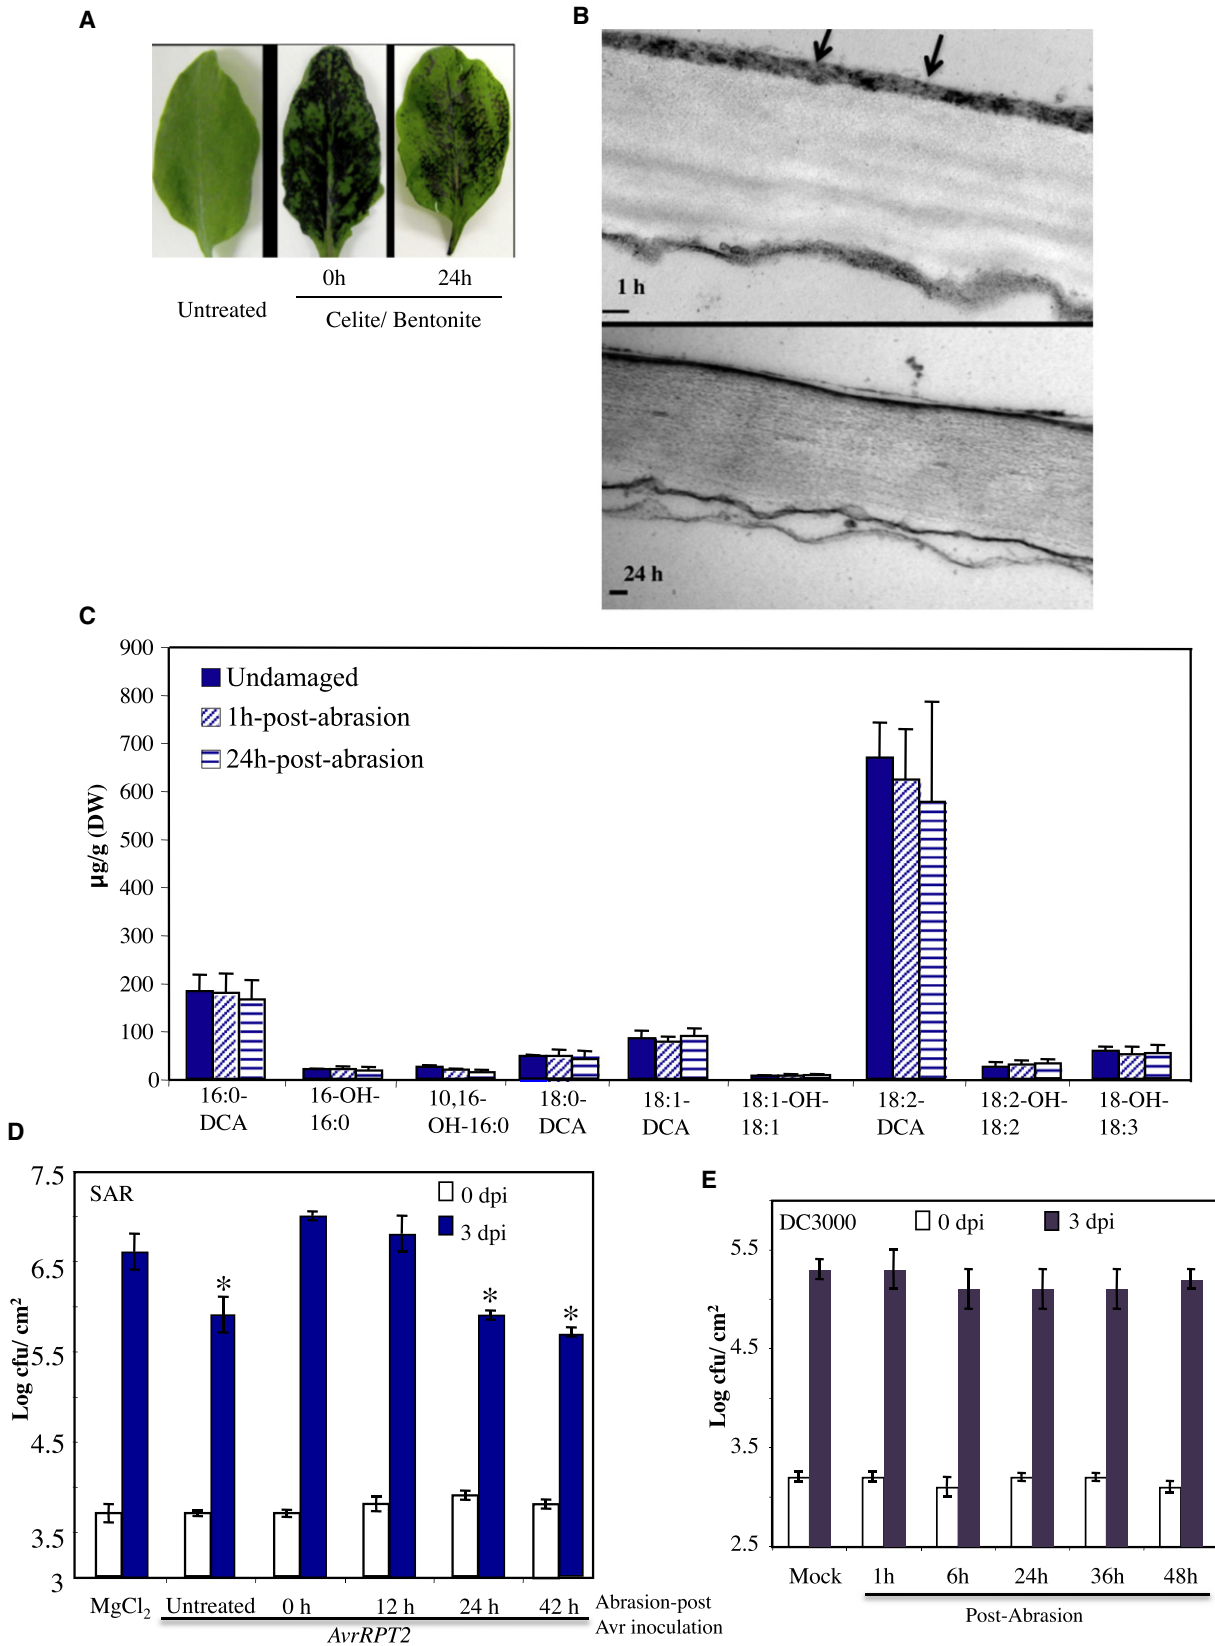 A
Untreated
0h
24h
Celite/ Bentonite
B
1 h
24 h
C
900
800
700
600
500
400
300
200
100
0
µg/g (DW)
Undamaged
1h-post-abrasion
24h-post-abrasion
16:0-
DCA
16-OH-
16:0
10,16-
OH-16:0
18:0-
DCA
18:1-
DCA
18:1-OH-
18:1
18:2-
DCA
18:2-OH-
18:2
18-OH-
18:3
D
7.5
6.5
5.5
4.5
3.5
3
Log cfu/ cm²
SAR
0 dpi
3 dpi
*
*
*
MgCl₂
Untreated
0 h
12 h
24 h
42 h
Abrasion-post
Avr inoculation
AvrRPT2
E
5.5
4.5
3.5
2.5
Log cfu/ cm²
DC3000
0 dpi
3 dpi
Mock
1h
6h
24h
36h
48h
Post-Abrasion